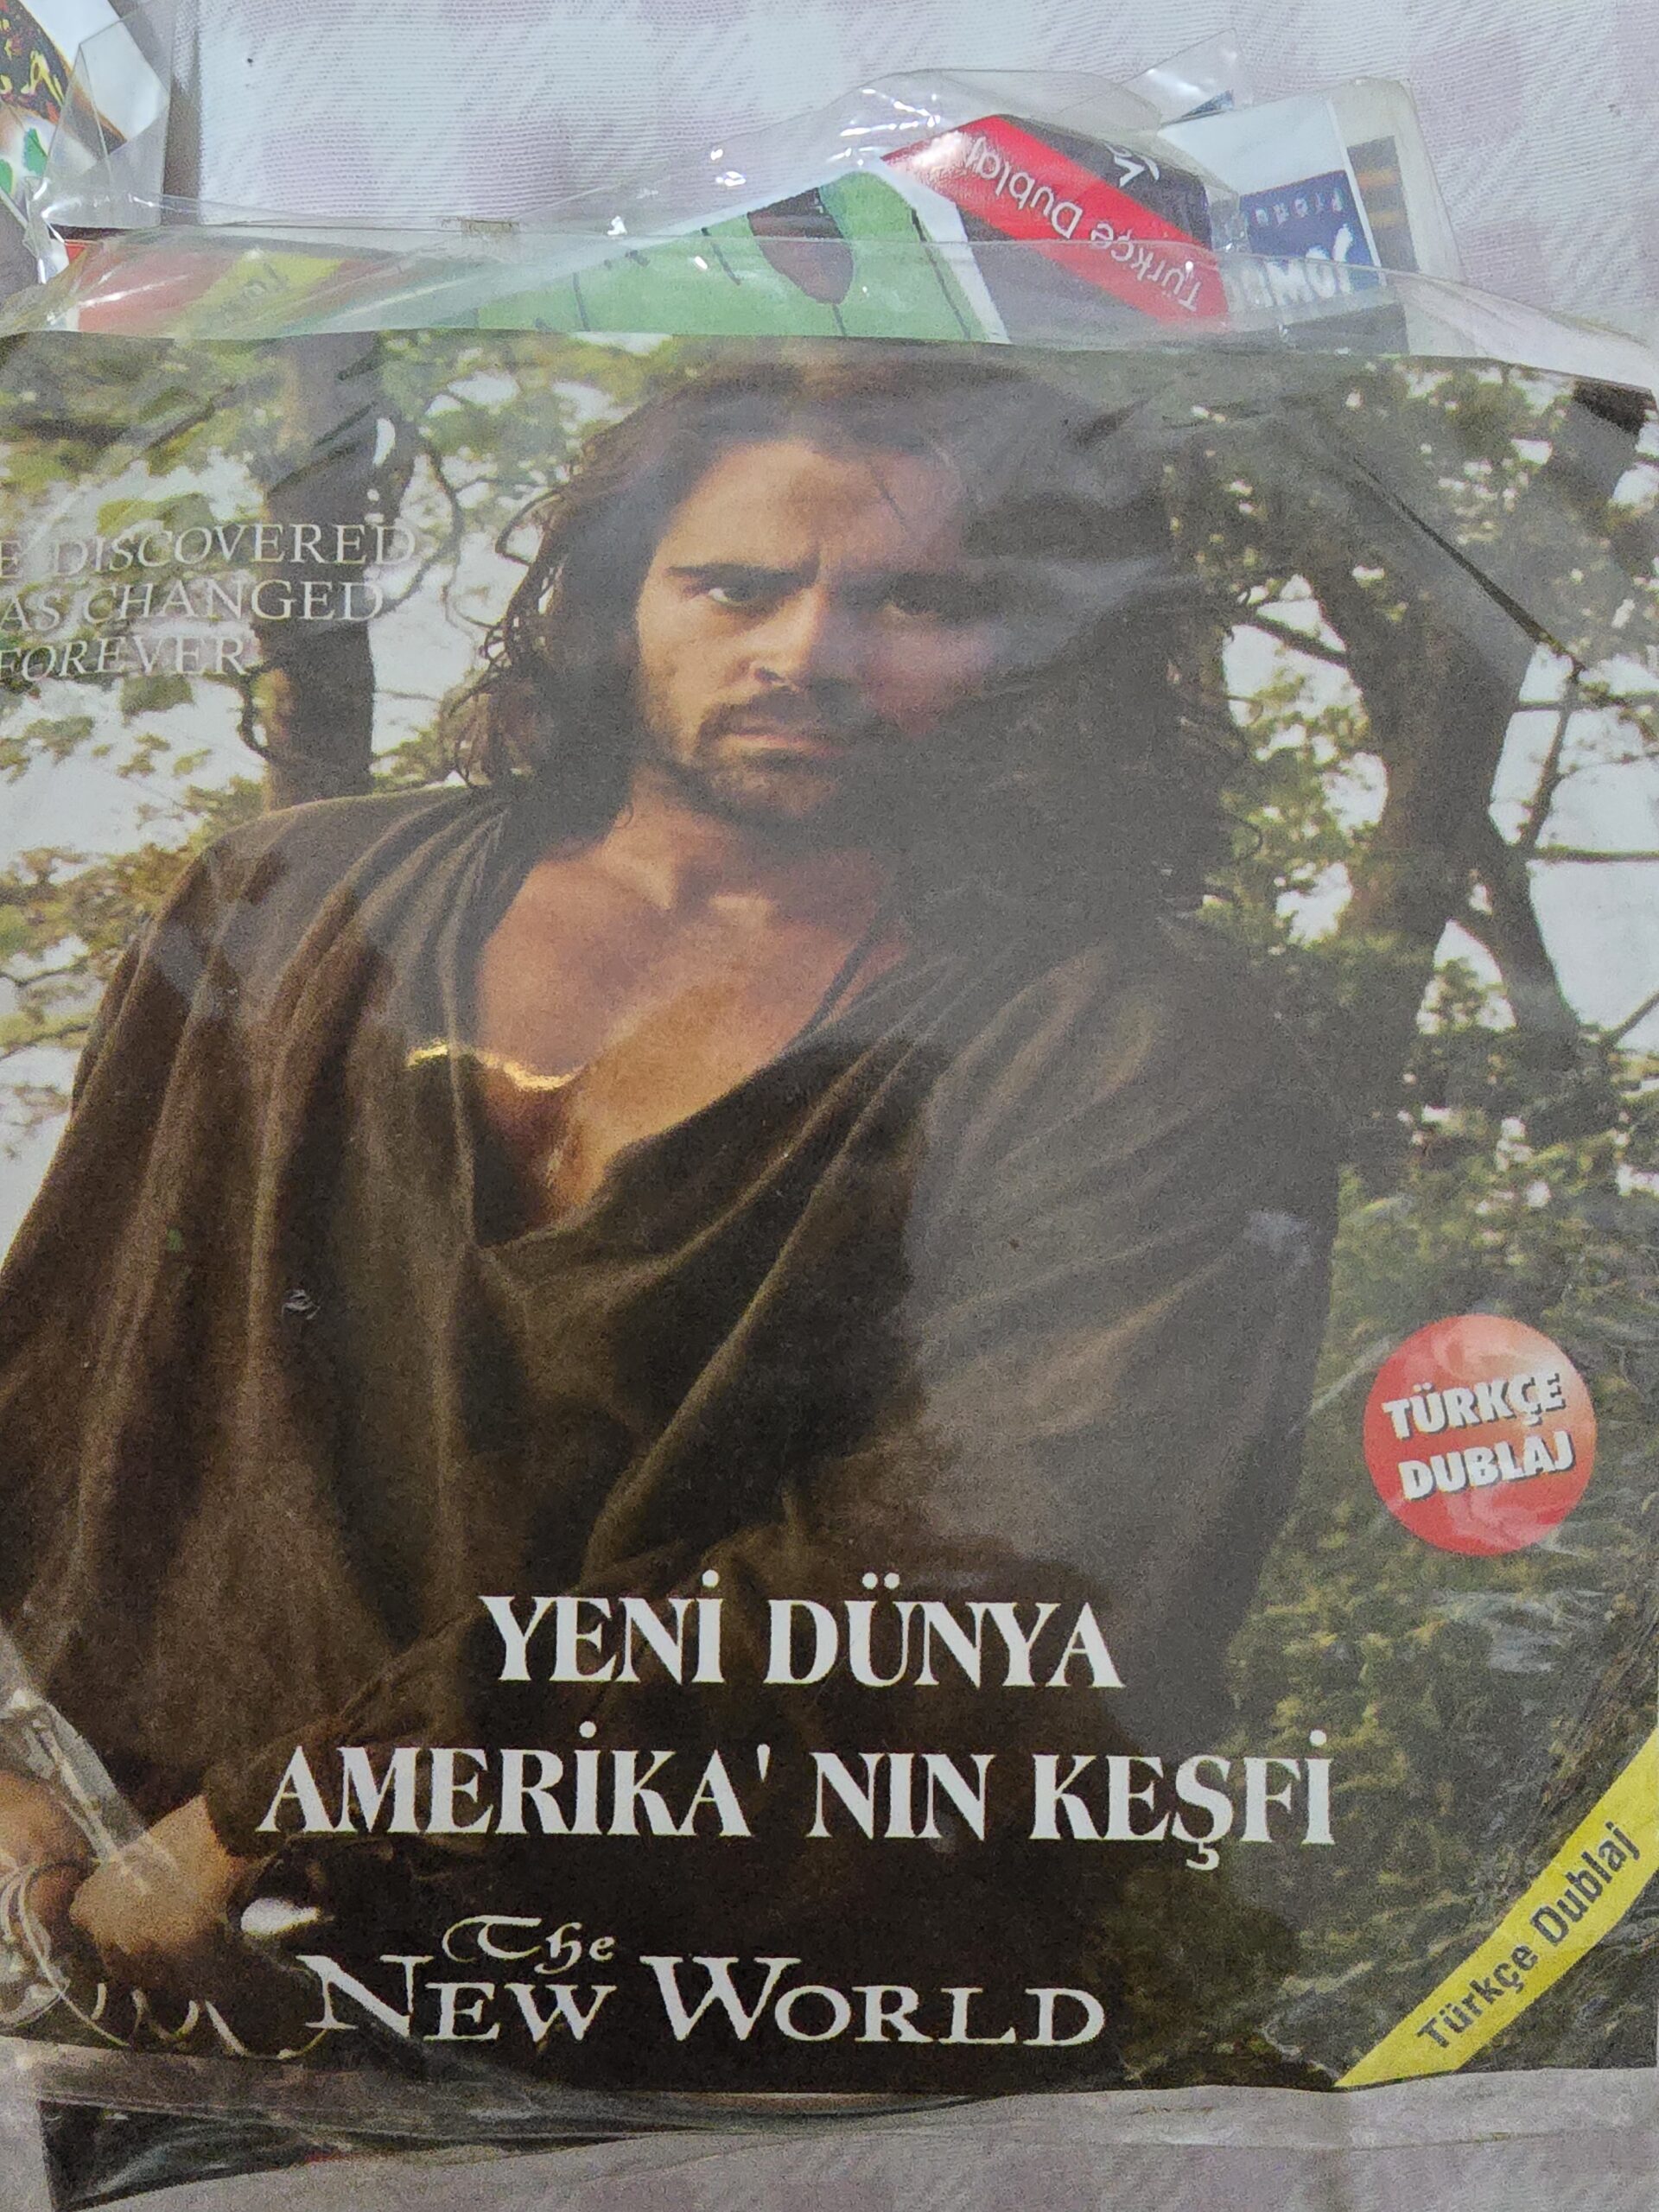 Türkçe Dublaj
E DISCOVERED
AS CHANGED
FOREVER
TÜRKÇE
DUBLAJ
YENİ DÜNYA
AMERİKA' NIN KEŞFİ
The
NEW WORLD
Türkçe Dublaj